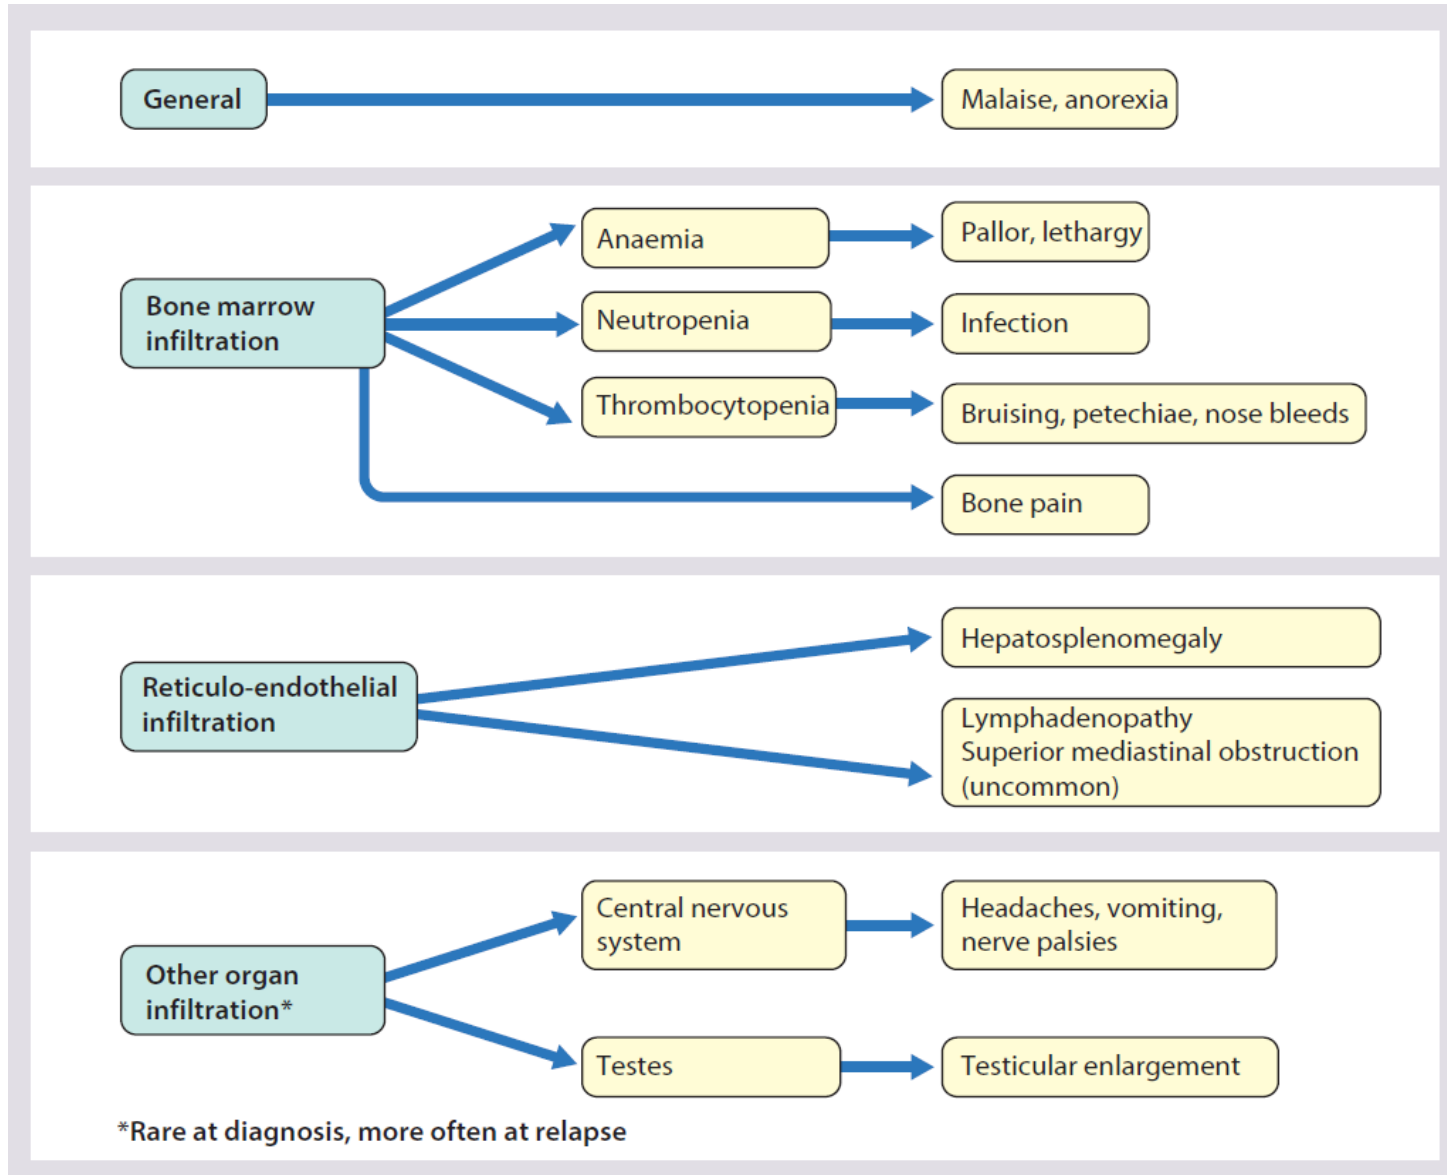 General
Malaise, anorexia
Bone marrow
infiltration
Anaemia
Pallor, lethargy
Neutropenia
Infection
Thrombocytopenia
Bruising, petechiae, nose bleeds
Bone pain
Reticulo-endothelial
infiltration
Hepatosplenomegaly
Lymphadenopathy
Superior mediastinal obstruction
(uncommon)
Other organ
infiltration*
Central nervous
system
Headaches, vomiting,
nerve palsies
Testes
Testicular enlargement
*Rare at diagnosis, more often at relapse